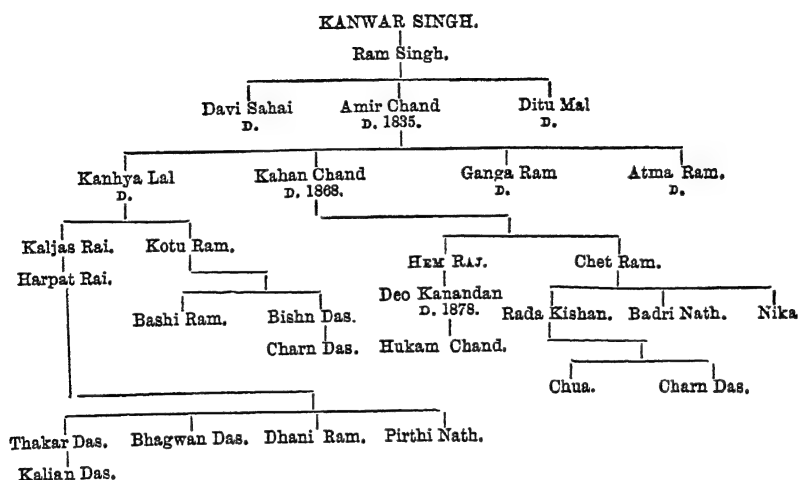 KANWAR SINGH.
Ram Singh.
Davi Sahai Amir Chand Ditu Mal
D. D. 1835. D.
Kanhya Lal Kahan Chand Ganga Ram Atma Ram.
D. D. 1868. D. D.
Kaljas Rai. Kotu Ram. HEM RAJ. Chet Ram.
Harpat Rai.
Bashi Ram. Bishn Das. Deo Kanandan Rada Kishan. Badri Nath. Nika
D. 1878.
Charn Das. Hukam Chand.
Chua. Charn Das.
Thakar Das. Bhagwan Das. Dhani Ram. Pirthi Nath.
Kalian Das.